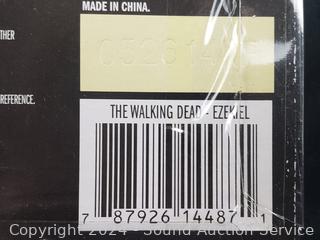 MADE IN CHINA.
THER
REFERENCE.
THE WALKING DEAD - EZEKIEL
7 87926 14487 1
Copyright 2024 - Sound Auction Service